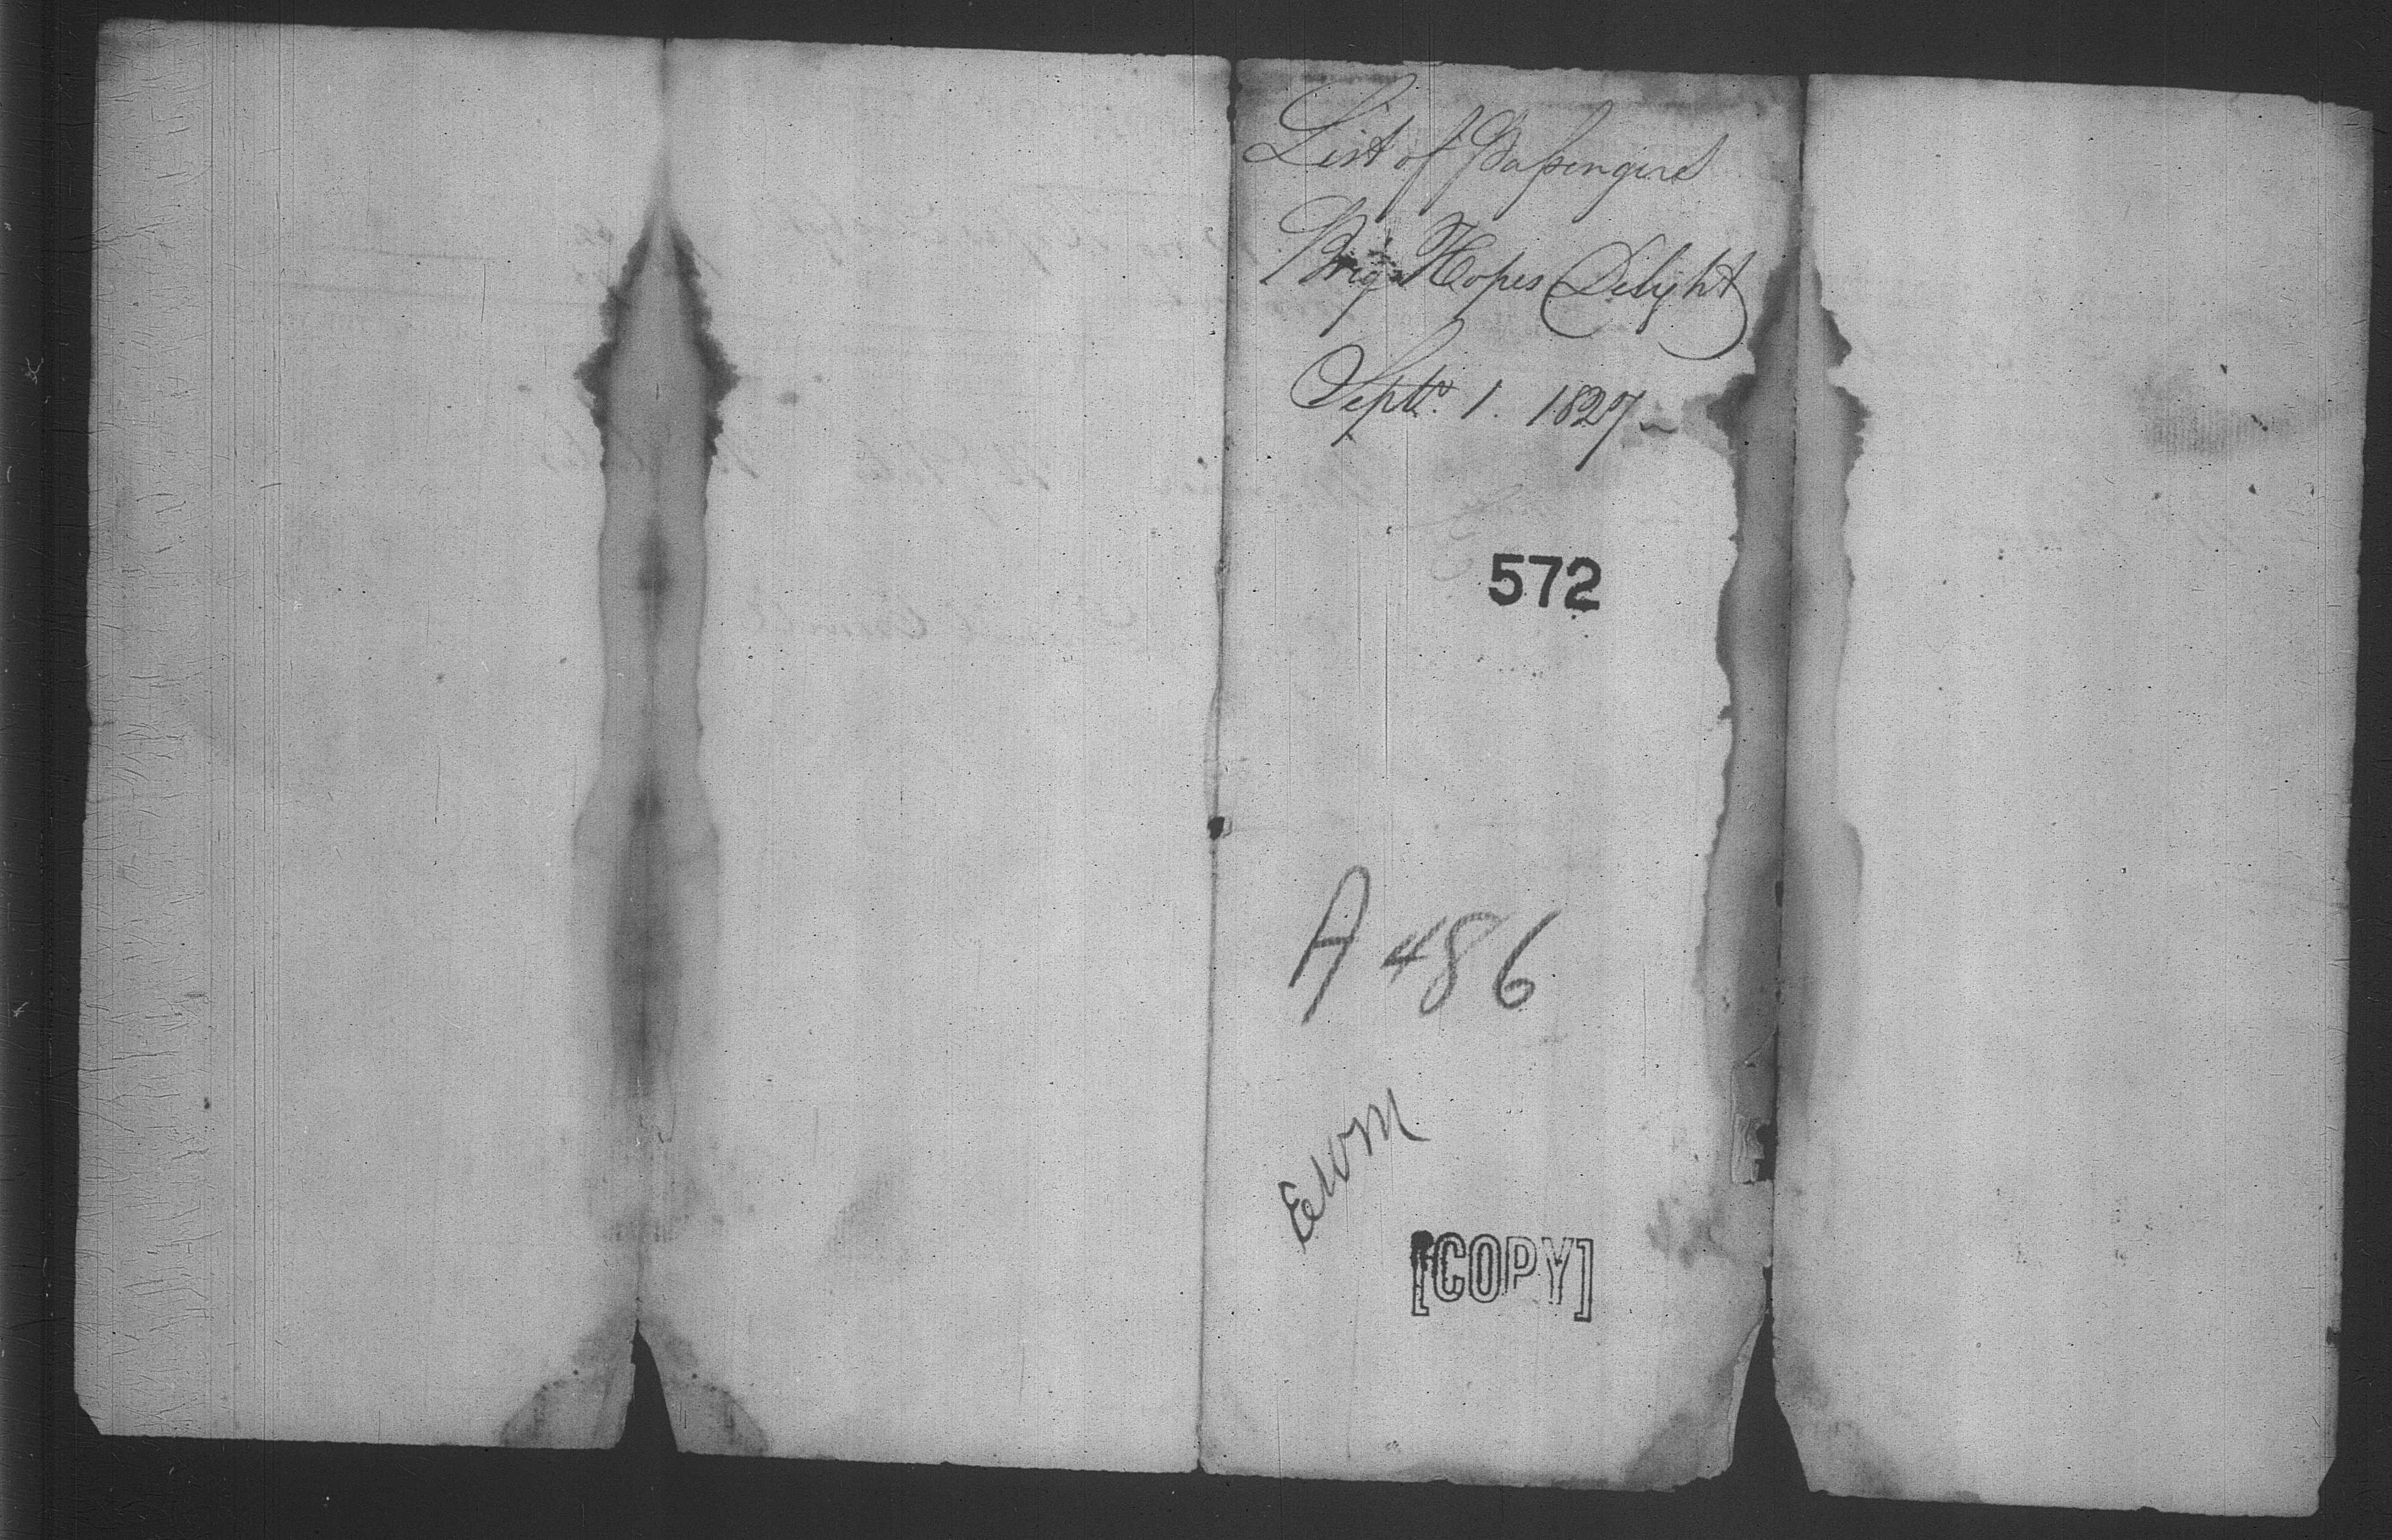 List of Passengers
Brig Hopes Delight
Septr. 1. 1827
572
A 486
EWM
[COPY]